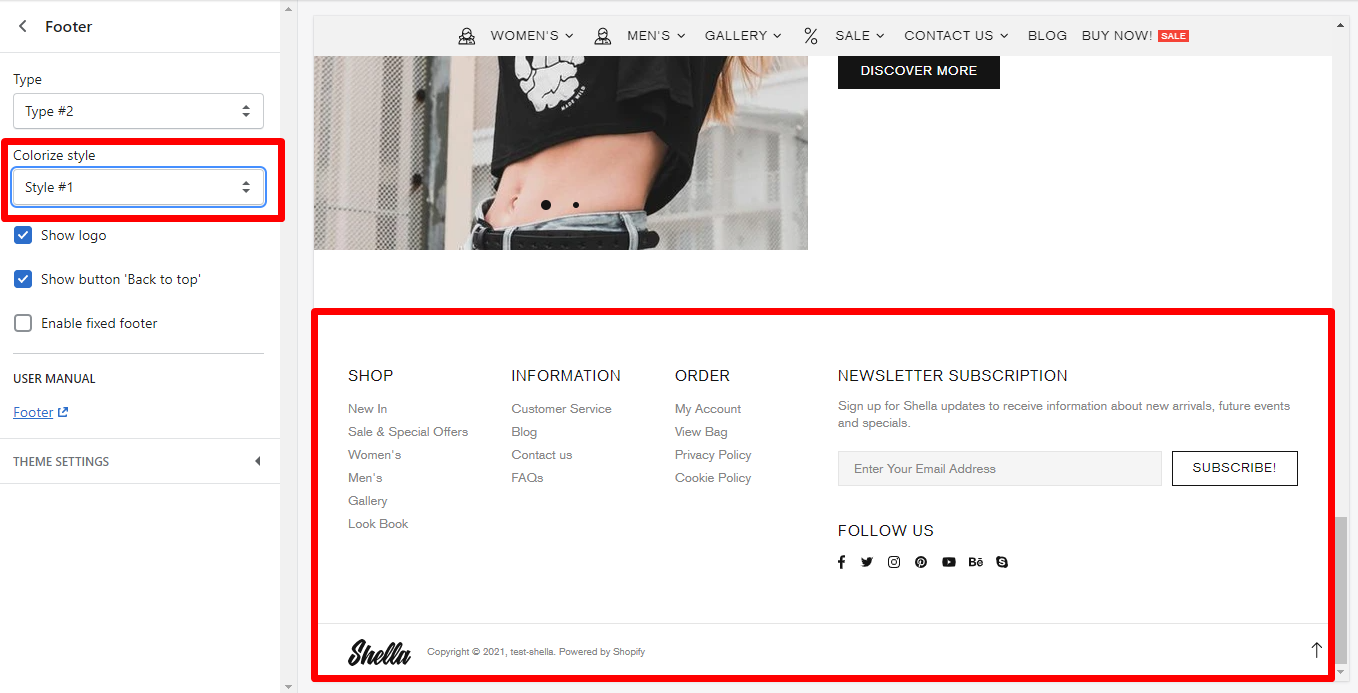 Footer
Type
Type #2
Colorize style
Style #1
Show logo
Show button 'Back to top'
Enable fixed footer
USER MANUAL
Footer
THEME SETTINGS
WOMEN'S MEN'S GALLERY % SALE CONTACT US BLOG BUY NOW! SALE
MADE WILD
DISCOVER MORE
SHOP
New In
Sale & Special Offers
Women's
Men's
Gallery
Look Book
INFORMATION
Customer Service
Blog
Contact us
FAQs
ORDER
My Account
View Bag
Privacy Policy
Cookie Policy
NEWSLETTER SUBSCRIPTION
Sign up for Shella updates to receive information about new arrivals, future events
and specials.
Enter Your Email Address
SUBSCRIBE!
FOLLOW US
Bē
Shella
Copyright © 2021, test-shella. Powered by Shopify